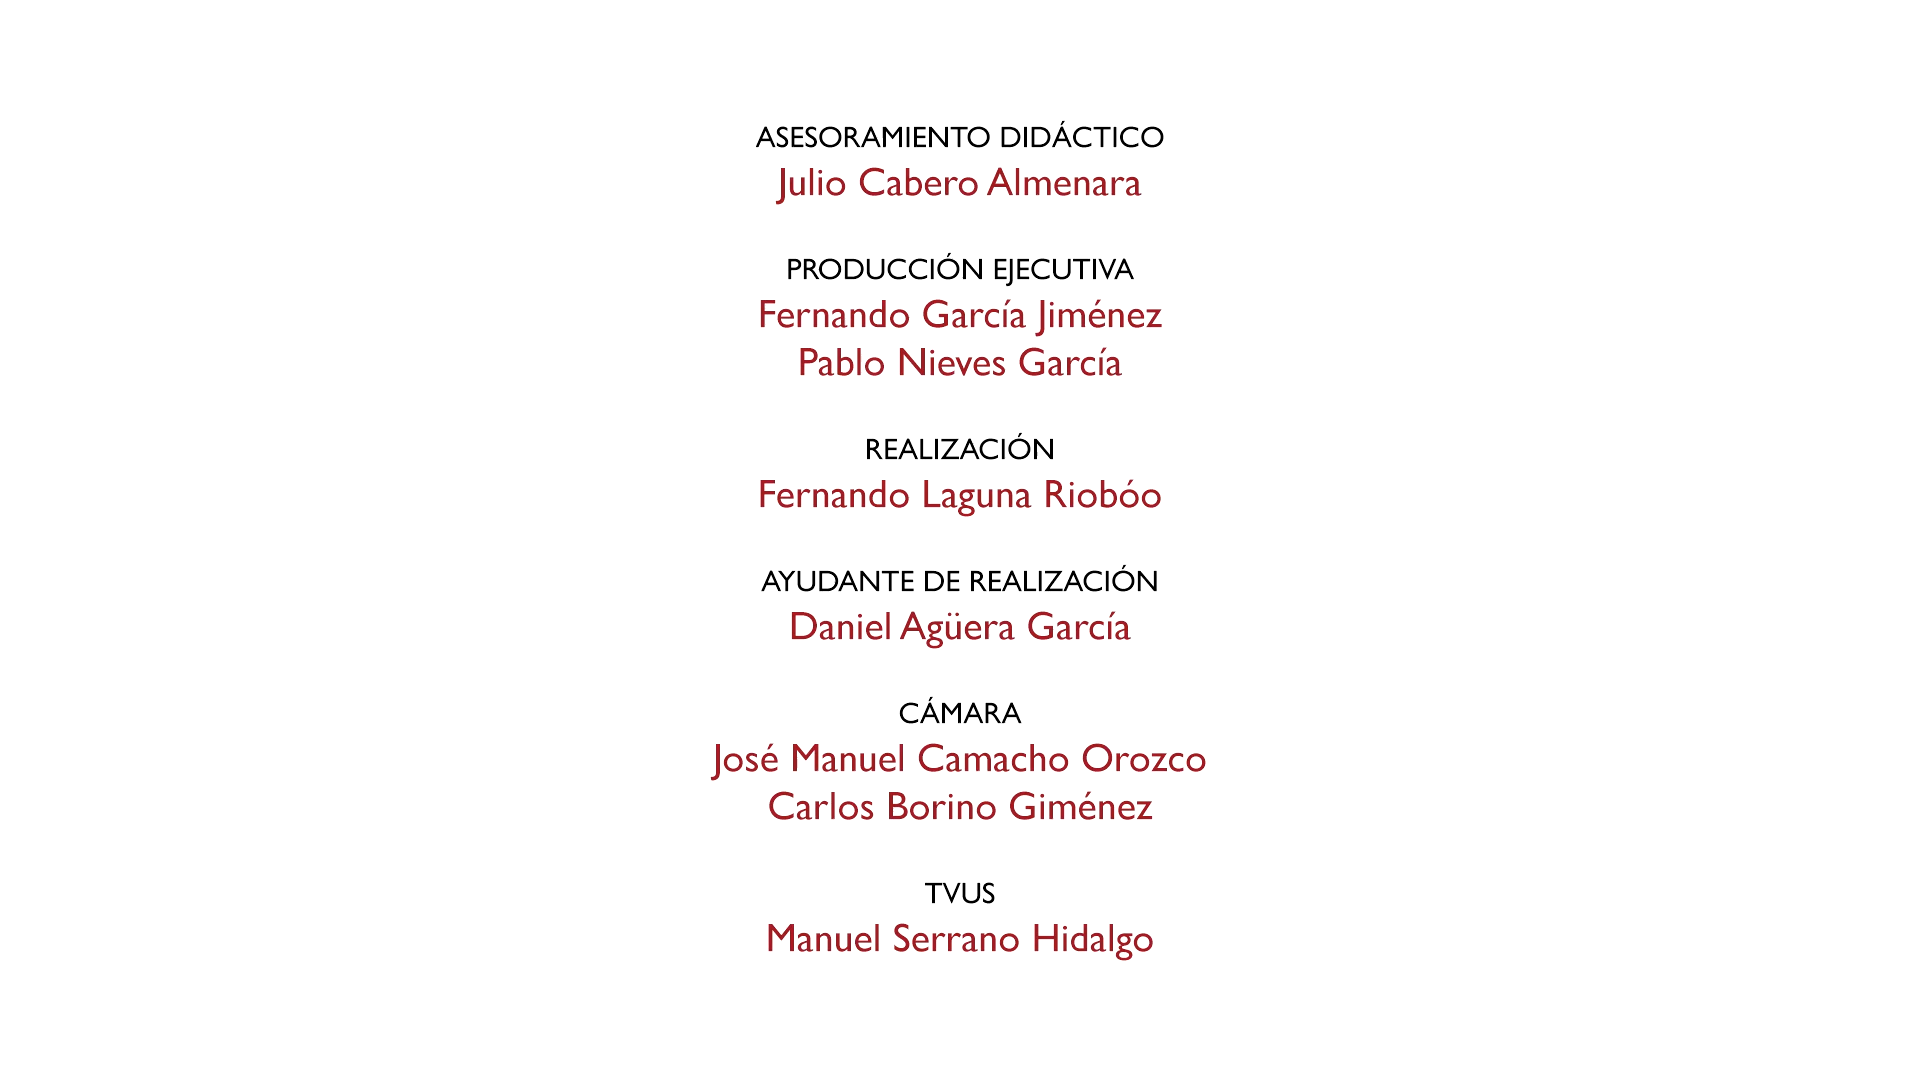 ASESORAMIENTO DIDÁCTICO
Julio Cabero Almenara
PRODUCCIÓN EJECUTIVA
Fernando García Jiménez
Pablo Nieves García
REALIZACIÓN
Fernando Laguna Riobóo
AYUDANTE DE REALIZACIÓN
Daniel Agüera García
CÁMARA
José Manuel Camacho Orozco
Carlos Borino Giménez
TVUS
Manuel Serrano Hidalgo